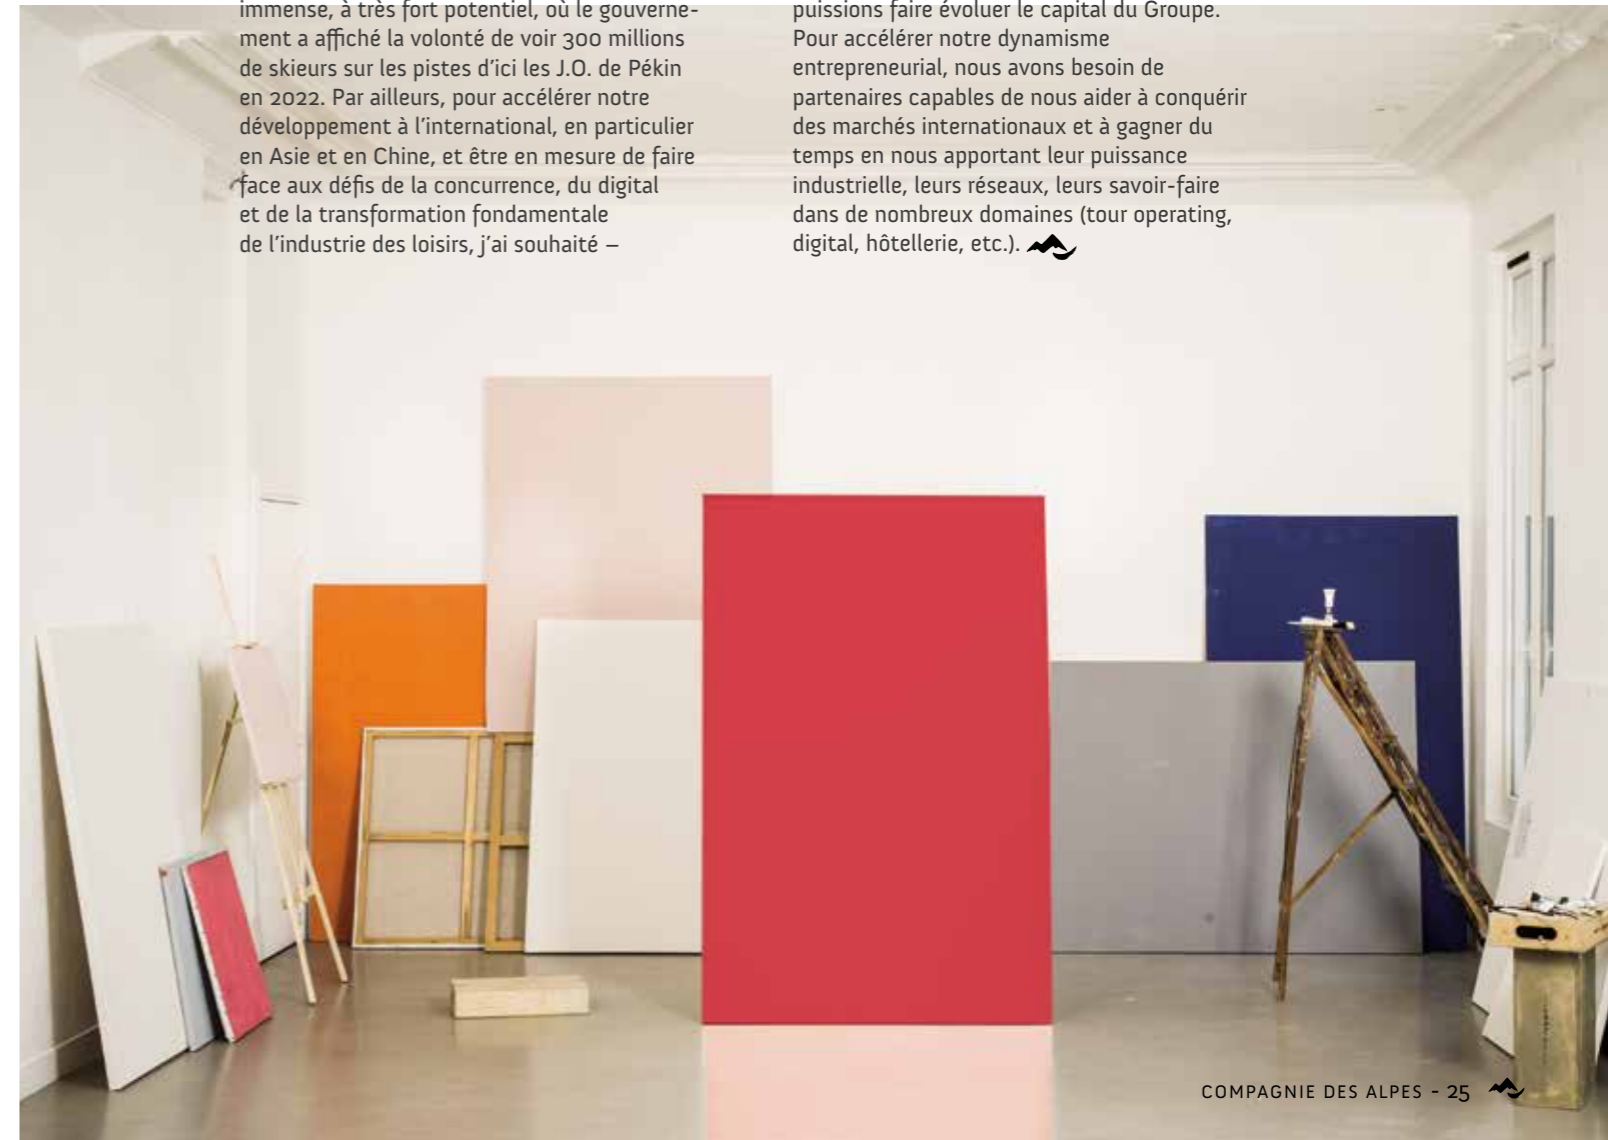 immense, à très fort potentiel, où le gouverne-
ment a affiché la volonté de voir 300 millions
de skieurs sur les pistes d'ici les J.O. de Pékin
en 2022. Par ailleurs, pour accélérer notre
développement à l'international, en particulier
en Asie et en Chine, et être en mesure de faire
face aux défis de la concurrence, du digital
et de la transformation fondamentale
de l'industrie des loisirs, j'ai souhaité –
puissions faire évoluer le capital du Groupe.
Pour accélérer notre dynamisme
entrepreneurial, nous avons besoin de
partenaires capables de nous aider à conquérir
des marchés internationaux et à gagner du
temps en nous apportant leur puissance
industrielle, leurs réseaux, leurs savoir-faire
dans de nombreux domaines (tour operating,
digital, hôtellerie, etc.).
COMPAGNIE DES ALPES - 25